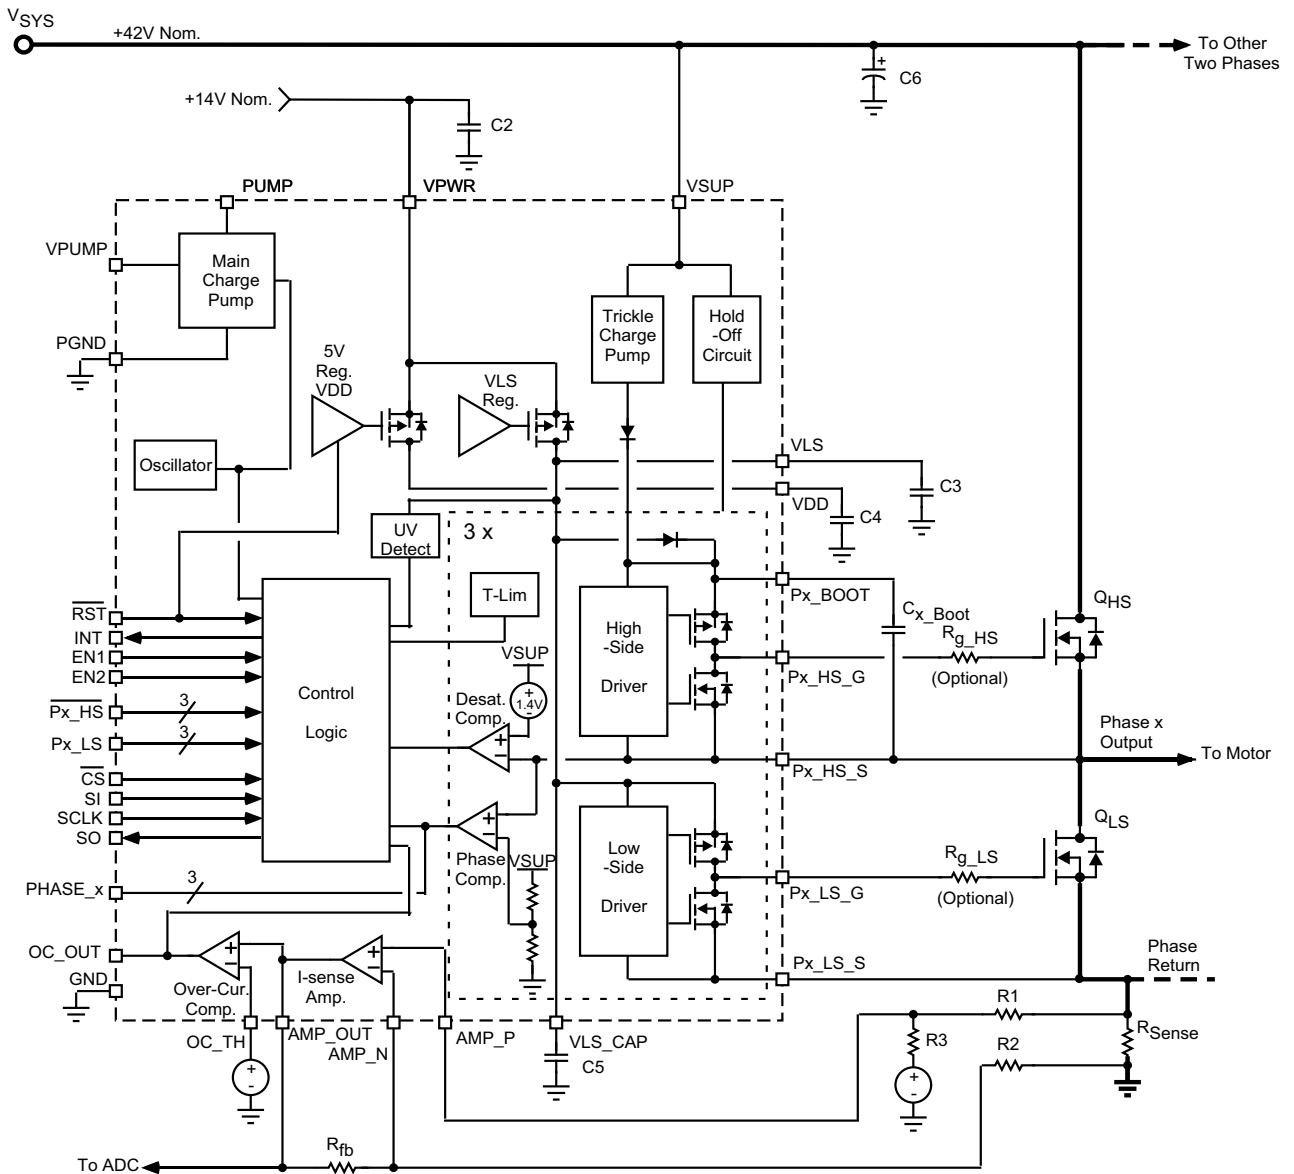 VSYS
+42V Nom.
To Other
Two Phases
C6
+14V Nom.
C2
PUMP
VPWR
VSUP
VPUMP
Main
Charge
Pump
Trickle
Charge
Pump
Hold
-Off
Circuit
PGND
5V
Reg.
VDD
VLS
Reg.
VLS
Oscillator
C3
VDD
C4
UV
Detect
3 x
T-Lim
Px_BOOT
Cx_Boot
QHS
RST
INT
EN1
EN2
High
-Side
Driver
Rg_HS
(Optional)
VSUP
Px_HS_G
Control
Logic
Desat.
Comp.
+
1.4V
-
+
-
Px_HS
3
Px_LS
3
Phase x
Output
To Motor
Px_HS_S
CS
SI
SCLK
SO
QLS
+
-
Phase
Comp.
VSUP
Low
-Side
Driver
Rg_LS
(Optional)
PHASE_x
3
Px_LS_G
OC_OUT
+
-
Over-Cur.
Comp.
+
-
I-sense
Amp.
Px_LS_S
Phase
Return
GND
R1
OC_TH
AMP_OUT
AMP_N
AMP_P
VLS_CAP
C5
R3
R2
RSense
+
-
+
-
Rfb
To ADC